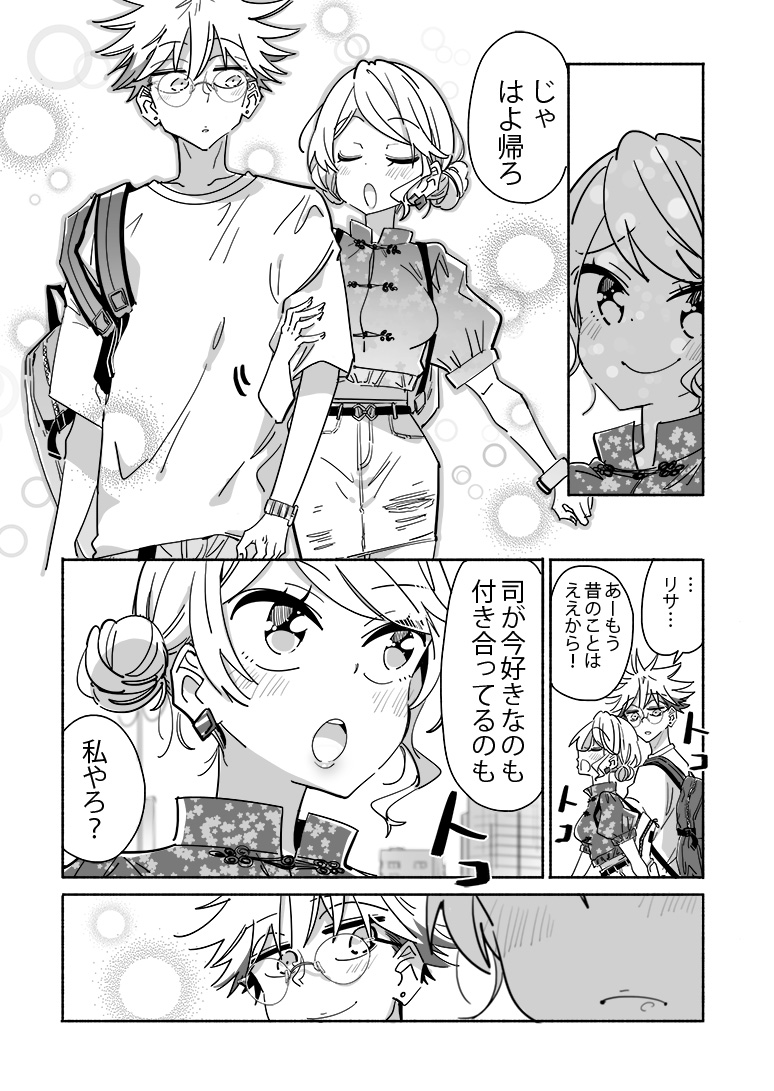 じゃ
はよ帰ろ
…
リサ…
あーもう
昔のことは
ええから!
トコ
トコ
司が今好きなのも
付き合ってるのも
私やろ?
トコ